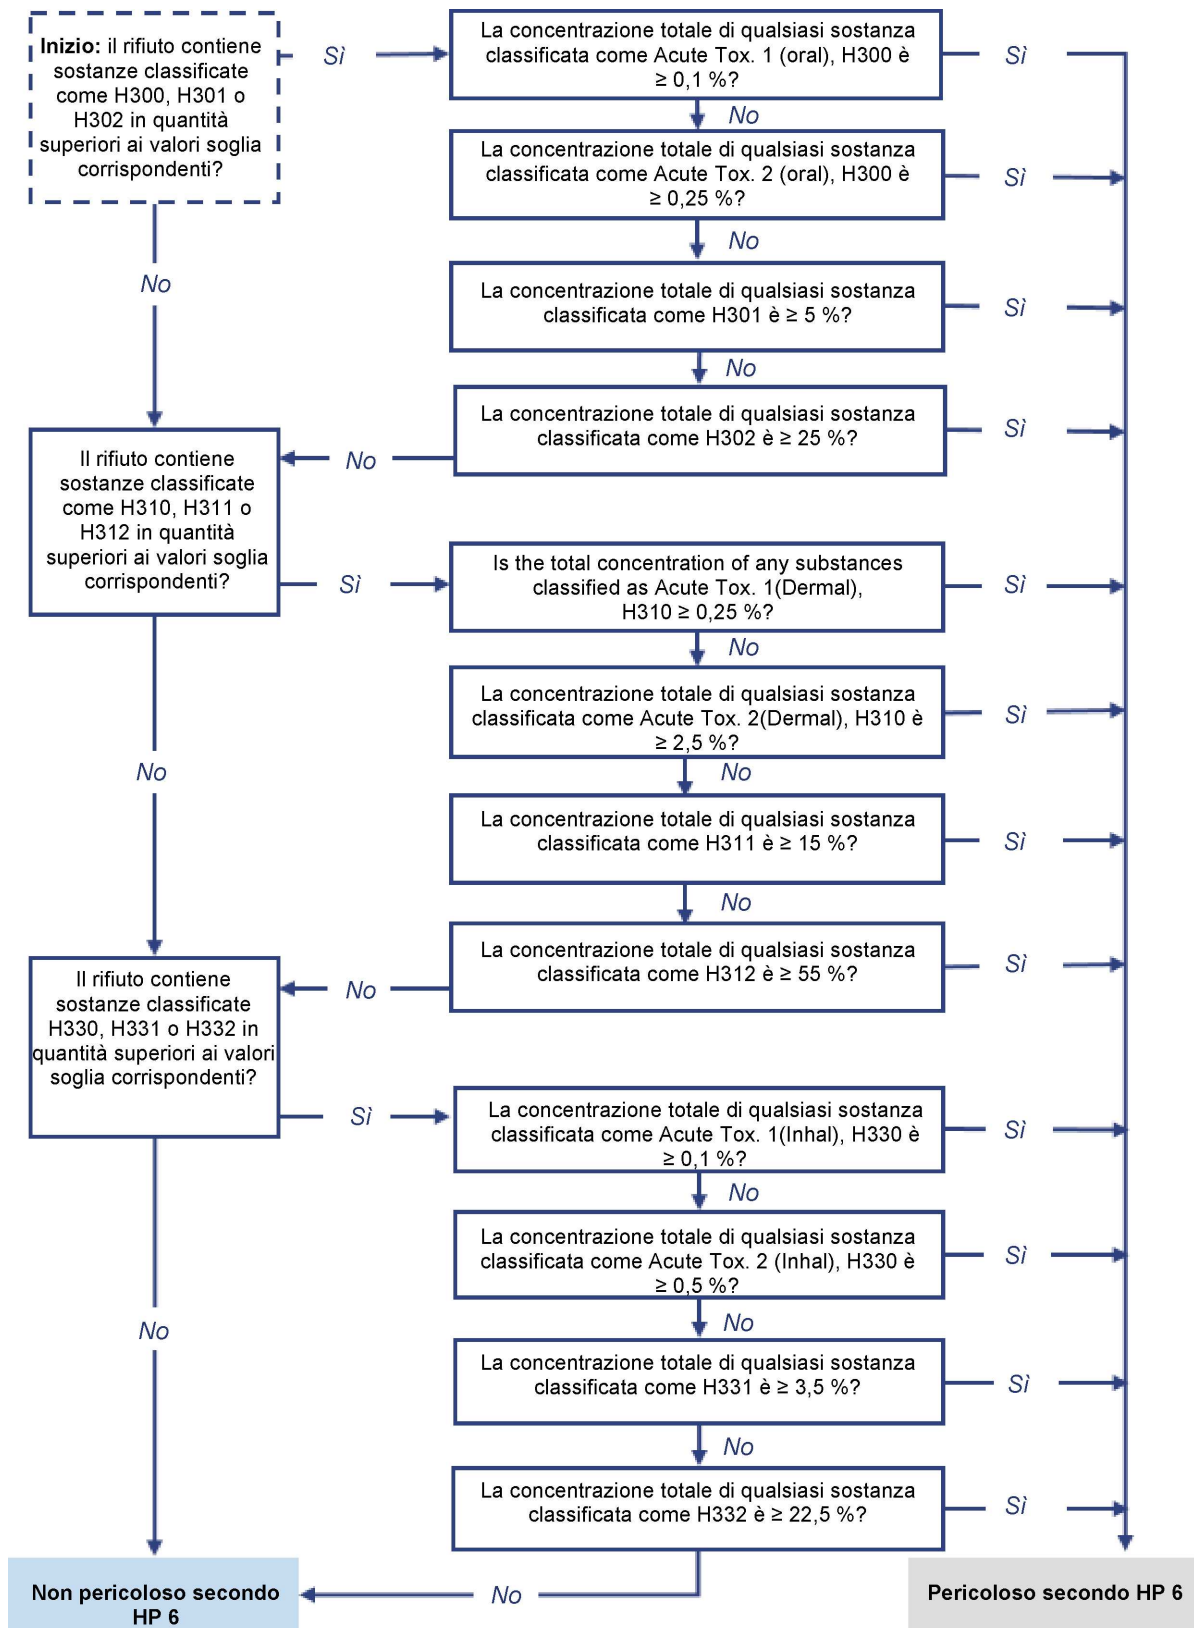 Inizio: il rifiuto contiene
sostanze classificate
come H300, H301 o
H302 in quantità
superiori ai valori soglia
corrispondenti?
Sì
La concentrazione totale di qualsiasi sostanza
classificata come Acute Tox. 1 (oral), H300 è
≥ 0,1 %?
Sì
No
La concentrazione totale di qualsiasi sostanza
classificata come Acute Tox. 2 (oral), H300 è
≥ 0,25 %?
Sì
No
No
La concentrazione totale di qualsiasi sostanza
classificata come H301 è ≥ 5 %?
Sì
No
La concentrazione totale di qualsiasi sostanza
classificata come H302 è ≥ 25 %?
Sì
No
Il rifiuto contiene
sostanze classificate
come H310, H311 o
H312 in quantità
superiori ai valori soglia
corrispondenti?
Sì
Is the total concentration of any substances
classified as Acute Tox. 1(Dermal),
H310 ≥ 0,25 %?
Sì
No
La concentrazione totale di qualsiasi sostanza
classificata come Acute Tox. 2(Dermal), H310 è
≥ 2,5 %?
Sì
No
No
La concentrazione totale di qualsiasi sostanza
classificata come H311 è ≥ 15 %?
Sì
No
La concentrazione totale di qualsiasi sostanza
classificata come H312 è ≥ 55 %?
Sì
No
Il rifiuto contiene
sostanze classificate
H330, H331 o H332 in
quantità superiori ai valori
soglia corrispondenti?
Sì
La concentrazione totale di qualsiasi sostanza
classificata come Acute Tox. 1(Inhal), H330 è
≥ 0,1 %?
Sì
No
La concentrazione totale di qualsiasi sostanza
classificata come Acute Tox. 2 (Inhal), H330 è
≥ 0,5 %?
Sì
No
No
La concentrazione totale di qualsiasi sostanza
classificata come H331 è ≥ 3,5 %?
Sì
No
La concentrazione totale di qualsiasi sostanza
classificata come H332 è ≥ 22,5 %?
Sì
No
Non pericoloso secondo
HP 6
Pericoloso secondo HP 6